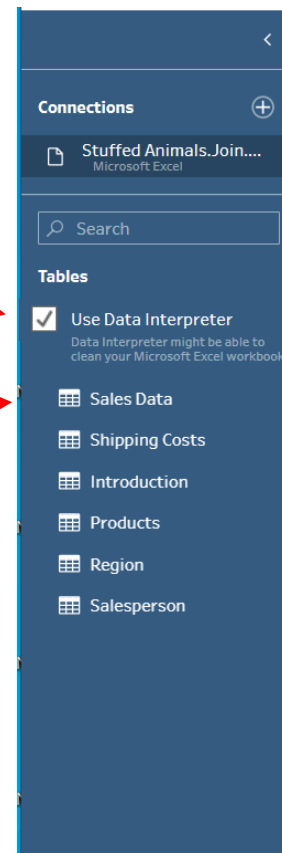 Connections
Stuffed Animals.Join....
Microsoft Excel
Search
Tables
Use Data Interpreter
Data Interpreter might be able to
clean your Microsoft Excel workbook
Sales Data
Shipping Costs
Introduction
Products
Region
Salesperson